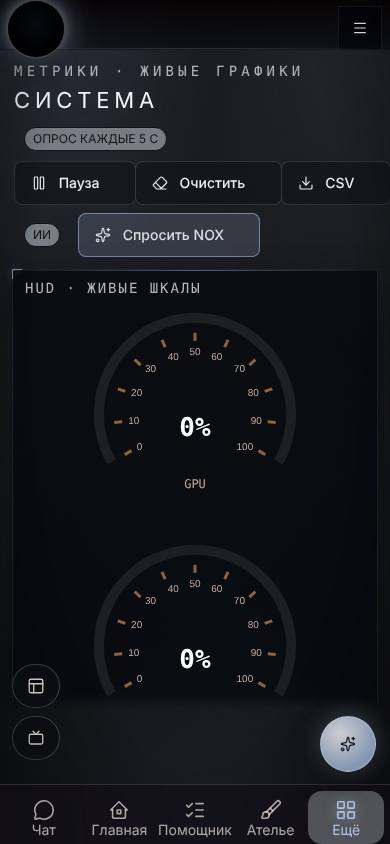 МЕТРИКИ · ЖИВЫЕ ГРАФИКИ
СИСТЕМА
ОПРОС КАЖДЫЕ 5 С
Пауза
Очистить
CSV
ИИ
Спросить NOX
HUD · ЖИВЫЕ ШКАЛЫ
0 10 20 30 40 50 60 70 80 90 100
0%
GPU
0 10 20 30 40 50 60 70 80 90 100
0%
Чат
Главная
Помощник
Ателье
Ещё